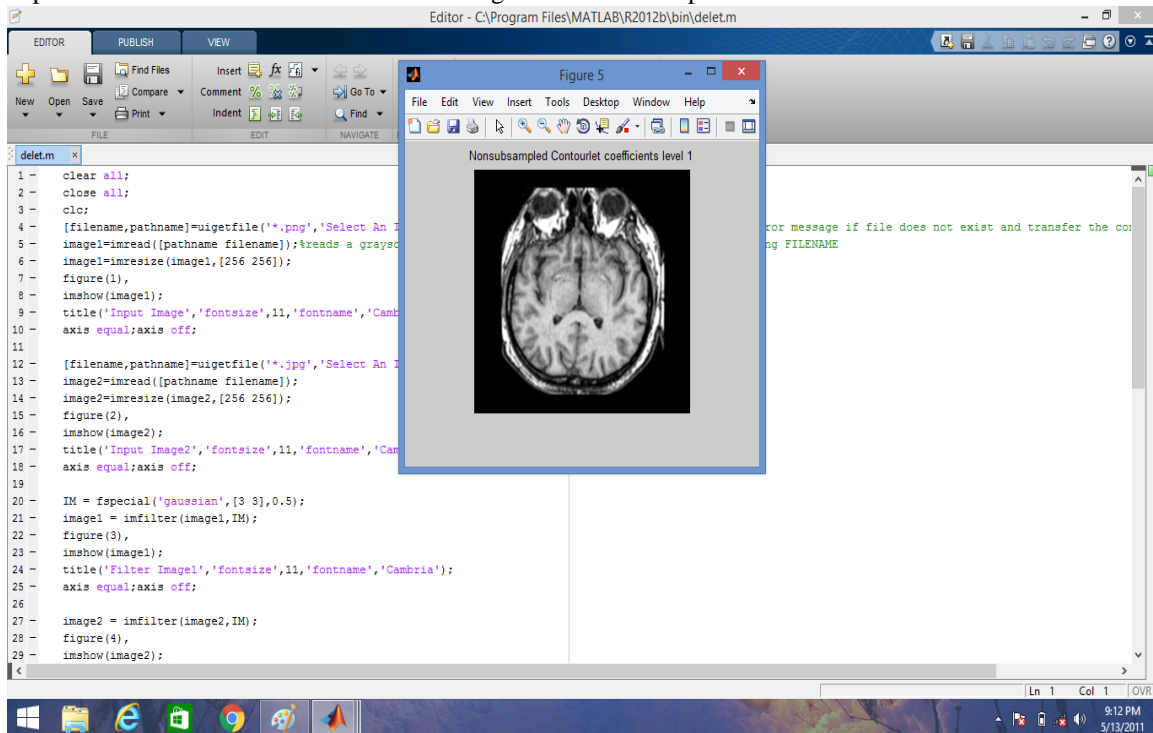 Editor - C:\Program Files\MATLAB\R2012b\bin\delet.m
EDITOR PUBLISH VIEW
New Open Save
Find Files
Compare
Print
Insert fx
Comment
Indent
Go To
Find
FILE EDIT NAVIGATE
Figure 5
File Edit View Insert Tools Desktop Window Help
Nonsubsampled Contourlet coefficients level 1
delet.m ×
1 – clear all;
2 – close all;
3 – clc;
4 – [filename,pathname]=uigetfile('*.png','Select An I
ror message if file does not exist and transfer the co
5 – image1=imread([pathname filename]);%reads a graysc
ng FILENAME
6 – image1=imresize(image1,[256 256]);
7 – figure(1),
8 – imshow(image1);
9 – title('Input Image','fontsize',11,'fontname','Camb
10 – axis equal;axis off;
11
12 – [filename,pathname]=uigetfile('*.jpg','Select An I
13 – image2=imread([pathname filename]);
14 – image2=imresize(image2,[256 256]);
15 – figure(2),
16 – imshow(image2);
17 – title('Input Image2','fontsize',11,'fontname','Cam
18 – axis equal;axis off;
19
20 – IM = fspecial('gaussian',[3 3],0.5);
21 – image1 = imfilter(image1,IM);
22 – figure(3),
23 – imshow(image1);
24 – title('Filter Image1','fontsize',11,'fontname','Cambria');
25 – axis equal;axis off;
26
27 – image2 = imfilter(image2,IM);
28 – figure(4),
29 – imshow(image2);
Ln 1 Col 1 OVR
9:12 PM
5/13/2011